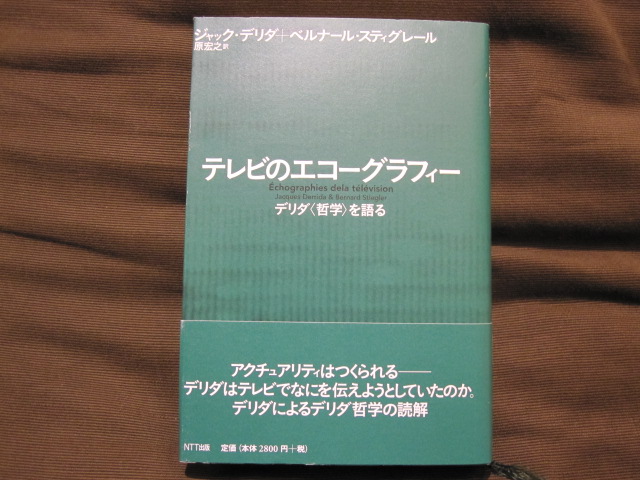 ジャック・デリダ+ベルナール・スティグレール
原宏之 訳
テレビのエコーグラフィー
Échographies dela télévision
Jacques Derrida & Bernard Stiegler
デリダ〈哲学〉を語る
アクチュアリティはつくられる——
デリダはテレビでなにを伝えようとしていたのか。
デリダによるデリダ哲学の読解
NTT出版 定価(本体2800円+税)